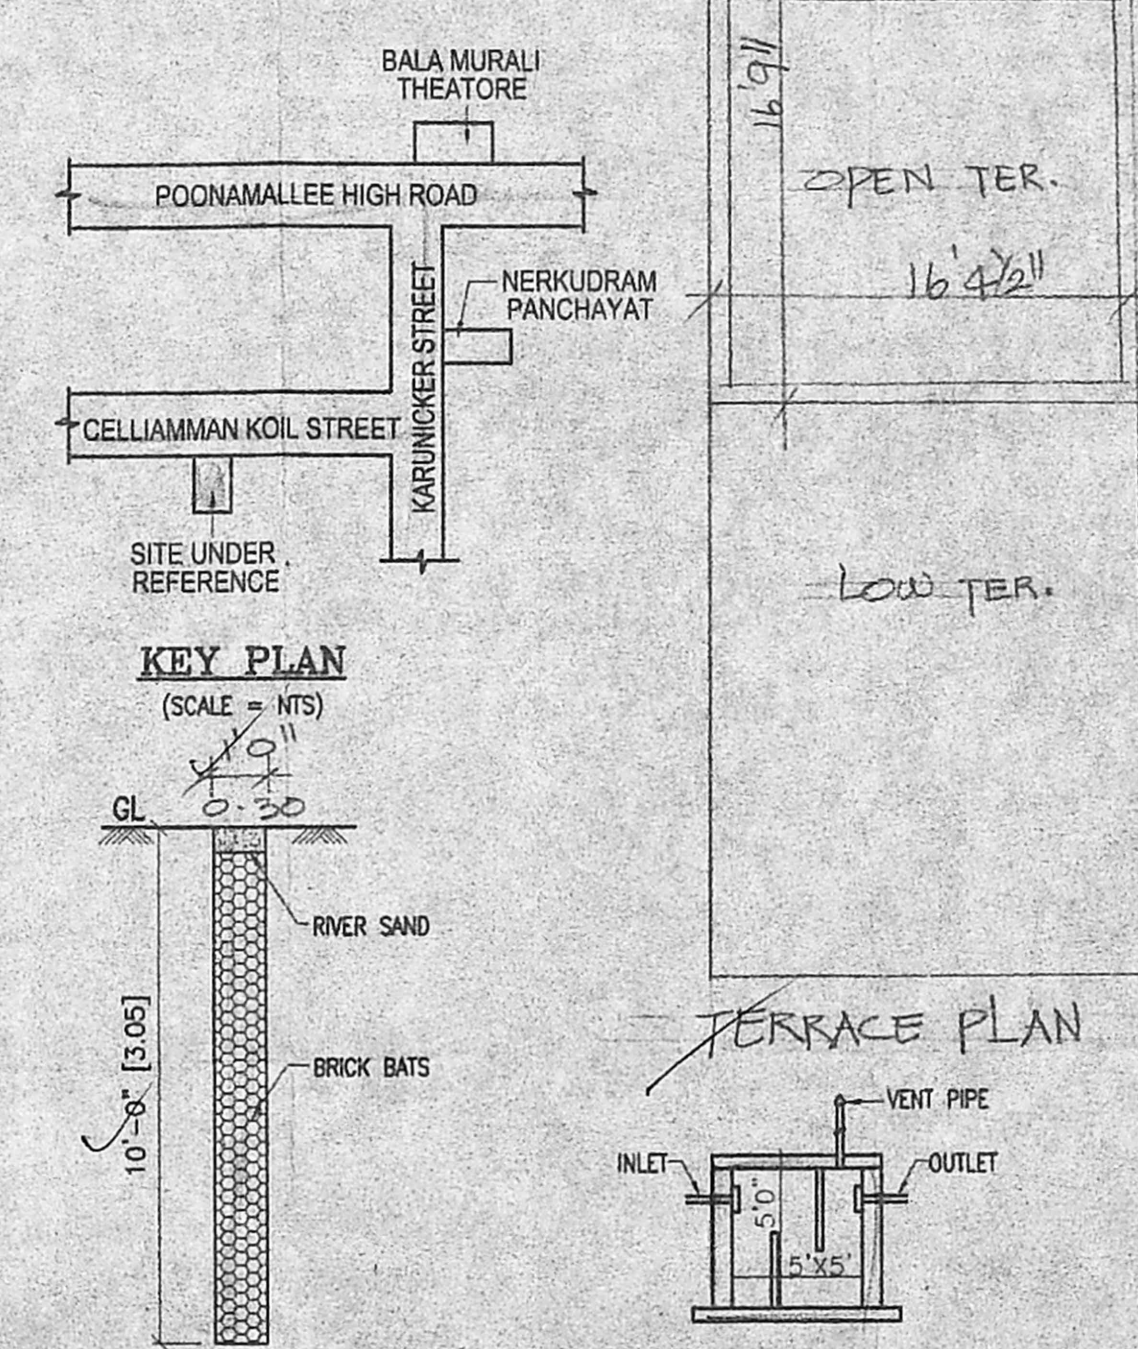 BALA MURALI
THEATORE
POONAMALLEE HIGH ROAD
KARUNICKER STREET
NERKUDRAM
PANCHAYAT
CELLIAMMAN KOIL STREET
SITE UNDER
REFERENCE
KEY PLAN
(SCALE = NTS)
1'0"
0.30
GL
RIVER SAND
10'-0" [3.05]
BRICK BATS
16'9"
OPEN TER.
16'4½"
LOW TER.
TERRACE PLAN
VENT PIPE
INLET
OUTLET
5'0"
5'X5'